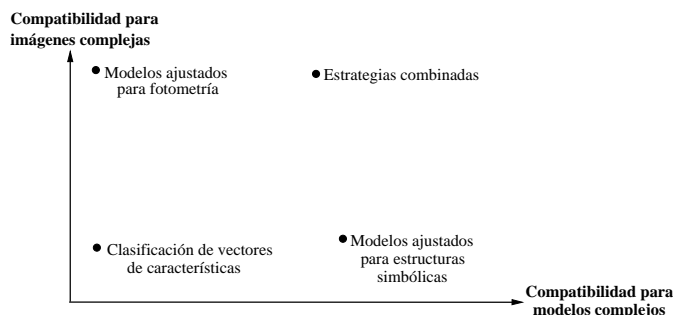 Compatibilidad para
imágenes complejas
Modelos ajustados
para fotometría
Estrategias combinadas
Clasificación de vectores
de características
Modelos ajustados
para estructuras
simbólicas
Compatibilidad para
modelos complejos